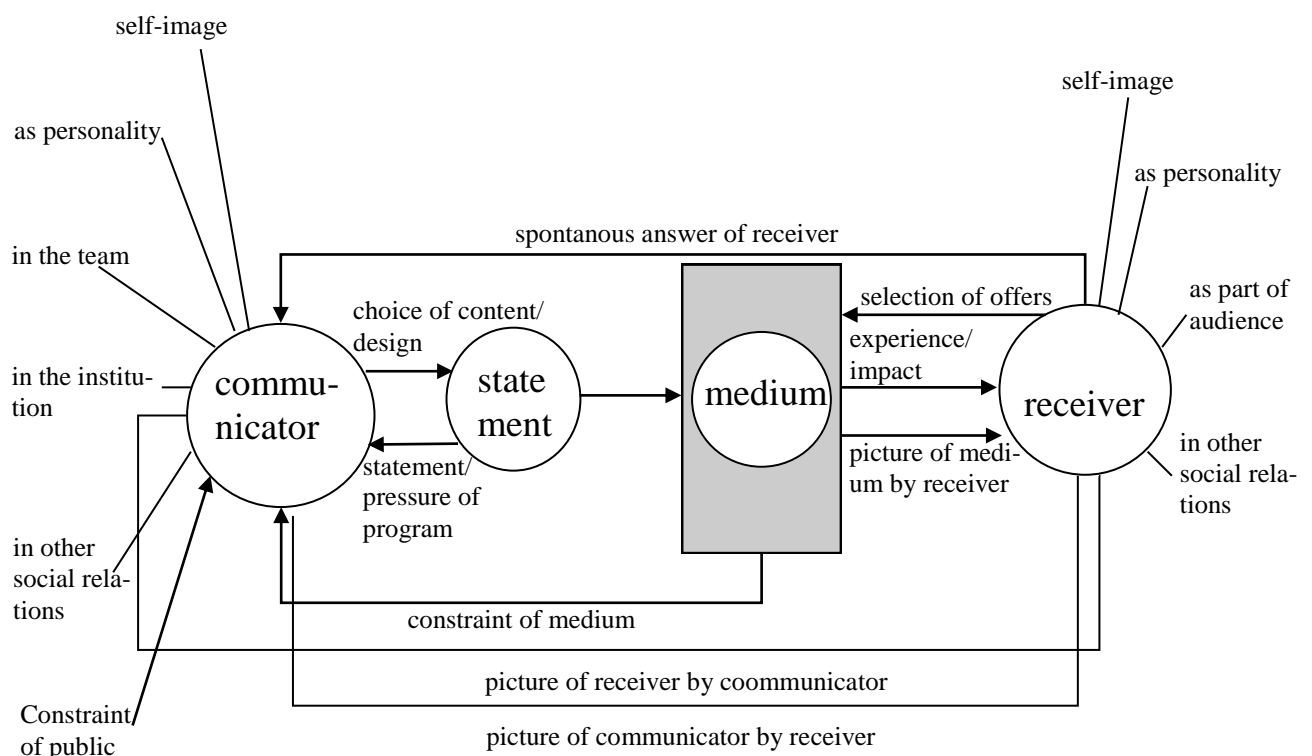 self-image
self-image
as personality
as personality
spontanous answer of receiver
in the team
selection of offers
as part of
audience
choice of content/
design
experience/
impact
in the institu-
tion
commu-
nicator
state
ment
medium
receiver
statement/
pressure of
program
picture of medi-
um by receiver
in other
social rela-
tions
in other
social rela-
tions
constraint of medium
picture of receiver by coommunicator
Constraint
of public
picture of communicator by receiver